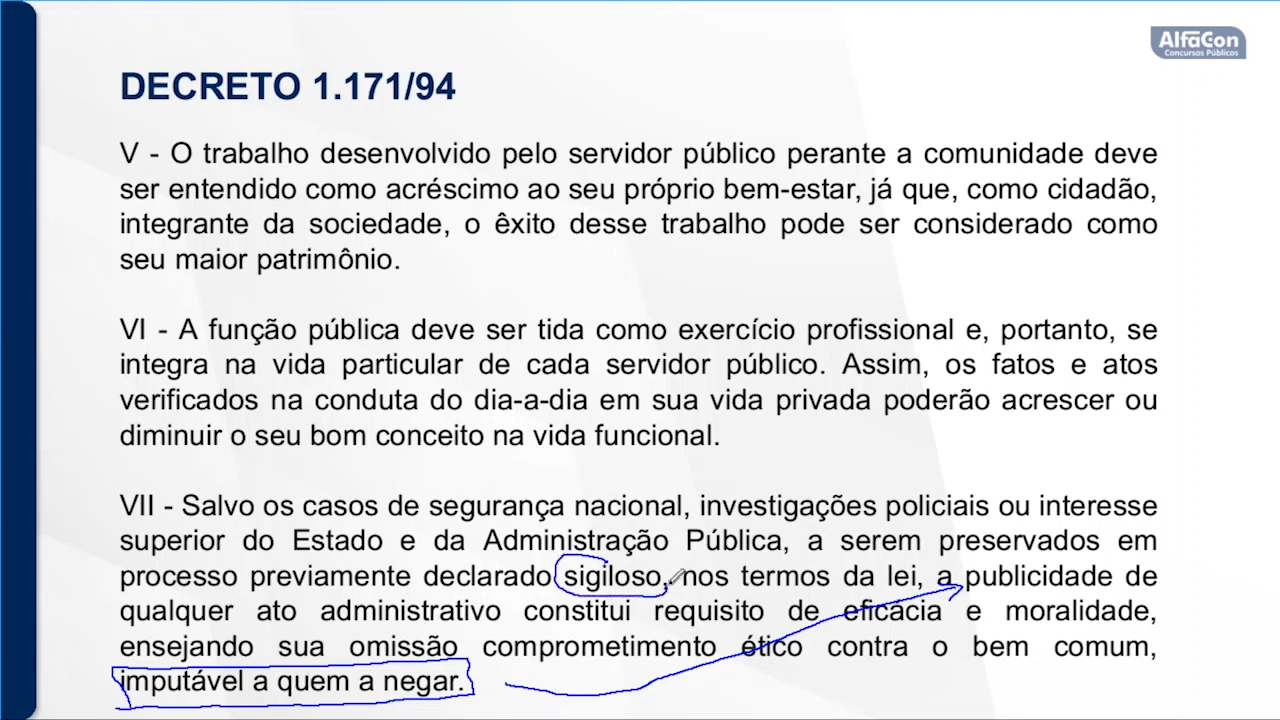 AlfaCon
Concursos Públicos
DECRETO 1.171/94
V - O trabalho desenvolvido pelo servidor público perante a comunidade deve
ser entendido como acréscimo ao seu próprio bem-estar, já que, como cidadão,
integrante da sociedade, o êxito desse trabalho pode ser considerado como
seu maior patrimônio.
VI - A função pública deve ser tida como exercício profissional e, portanto, se
integra na vida particular de cada servidor público. Assim, os fatos e atos
verificados na conduta do dia-a-dia em sua vida privada poderão acrescer ou
diminuir o seu bom conceito na vida funcional.
VII - Salvo os casos de segurança nacional, investigações policiais ou interesse
superior do Estado e da Administração Pública, a serem preservados em
processo previamente declarado sigiloso, nos termos da lei, a publicidade de
qualquer ato administrativo constitui requisito de eficácia e moralidade,
ensejando sua omissão comprometimento ético contra o bem comum,
imputável a quem a negar.